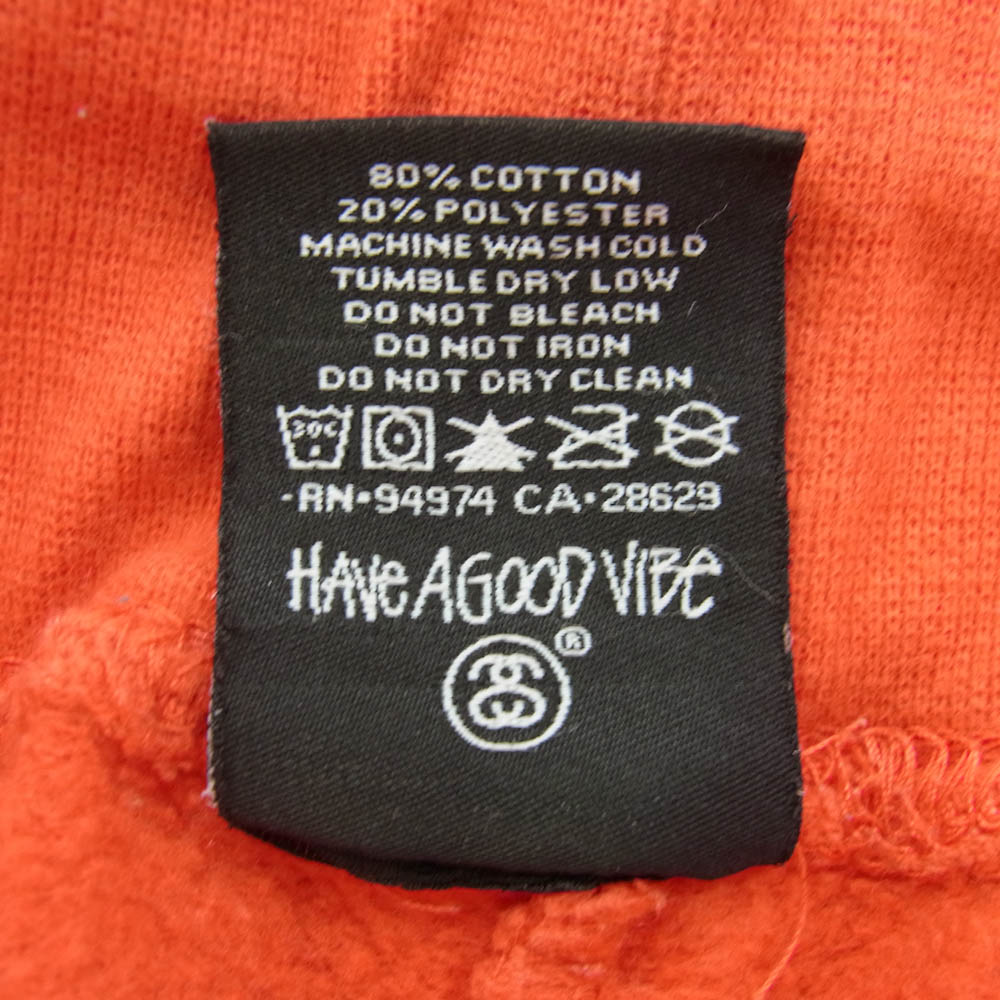 80% COTTON
20% POLYESTER
MACHINE WASH COLD
TUMBLE DRY LOW
DO NOT BLEACH
DO NOT IRON
DO NOT DRY CLEAN
30C
-RN-94974 CA-28629
HAVE A GOOD VIBE
®